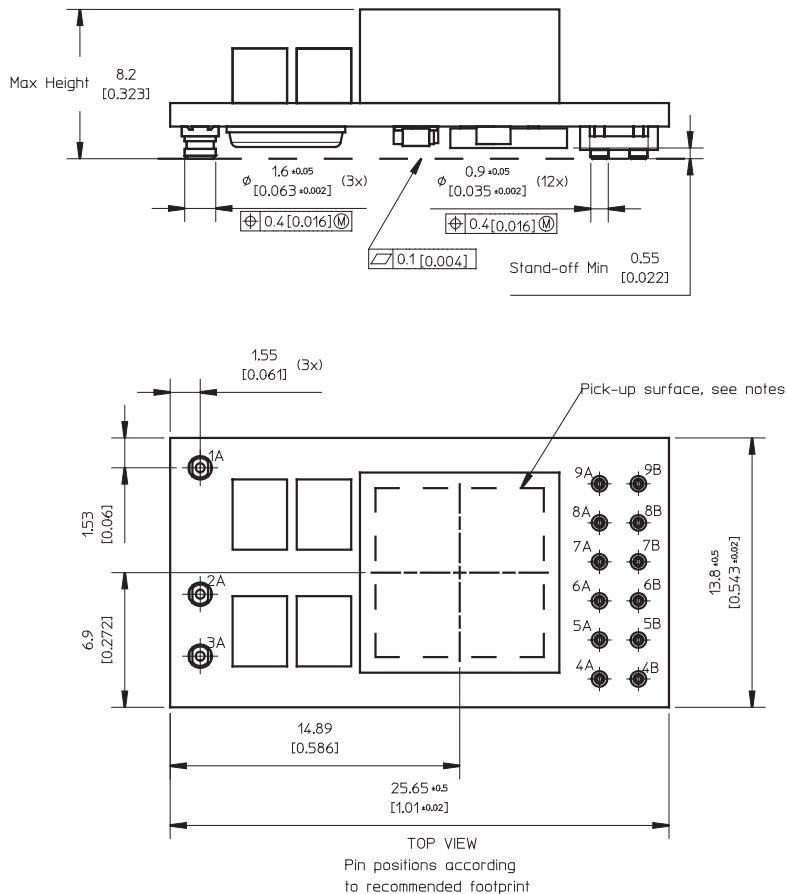 Max Height 8.2
[0.323]
ϕ 1.6 ±0.05
[0.063 ±0.002] (3x)
⌖ 0.4 [0.016] Ⓜ
ϕ 0.9 ±0.05
[0.035 ±0.002] (12x)
⌖ 0.4 [0.016] Ⓜ
⏥ 0.1 [0.004]
Stand-off Min 0.55
[0.022]
1.55
[0.061] (3x)
Pick-up surface, see notes
1A
9A 9B
8A 8B
7A 7B
2A
6A 6B
3A
5A 5B
4A 4B
1.53
[0.06]
6.9
[0.272]
13.8 ±0.5
[0.543 ±0.02]
14.89
[0.586]
25.65 ±0.5
[1.01 ±0.02]
TOP VIEW
Pin positions according
to recommended footprint